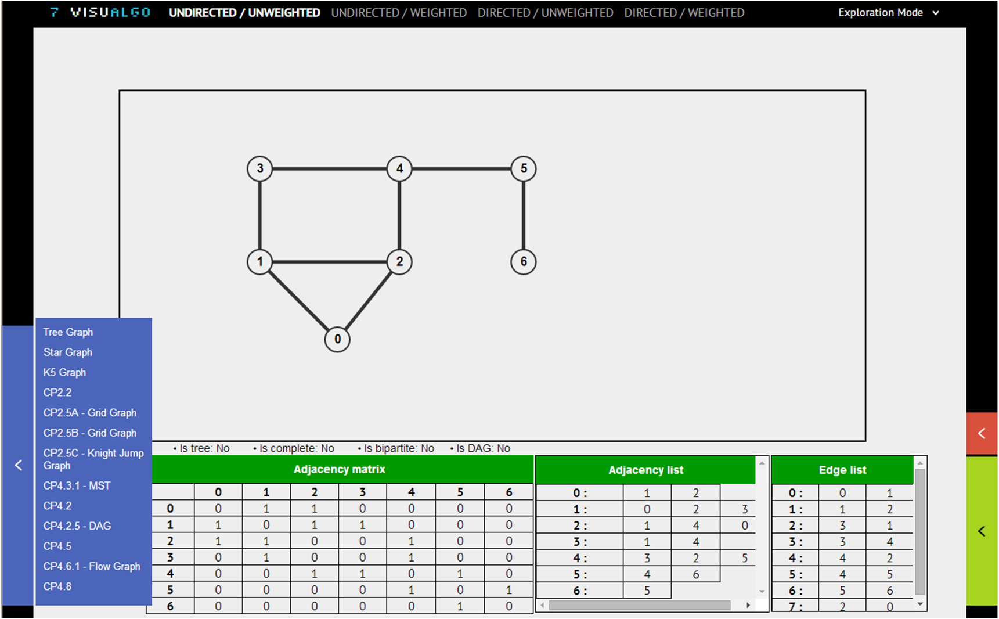 7 VISUALGO UNDIRECTED / UNWEIGHTED UNDIRECTED / WEIGHTED DIRECTED / UNWEIGHTED DIRECTED / WEIGHTED Exploration Mode
3 4 5
1 2 6
0
Tree Graph
Star Graph
K5 Graph
CP2.2
CP2.5A - Grid Graph
CP2.5B - Grid Graph
CP2.5C - Knight Jump
Graph
CP4.3.1 - MST
CP4.2
CP4.2.5 - DAG
CP4.5
CP4.6.1 - Flow Graph
CP4.8
• Is tree: No • Is complete: No • Is bipartite: No • Is DAG: No
Adjacency matrix
0 1 2 3 4 5 6
0 0 1 1 0 0 0 0
1 1 0 1 1 0 0 0
2 1 1 0 0 1 0 0
3 0 1 0 0 1 0 0
4 0 0 1 1 0 1 0
5 0 0 0 0 1 0 1
6 0 0 0 0 0 1 0
Adjacency list
0 : 1 2
1 : 0 2 3
2 : 1 4 0
3 : 1 4
4 : 3 2 5
5 : 4 6
6 : 5
Edge list
0 : 0 1
1 : 1 2
2 : 3 1
3 : 3 4
4 : 4 2
5 : 4 5
6 : 5 6
7 : 2 0